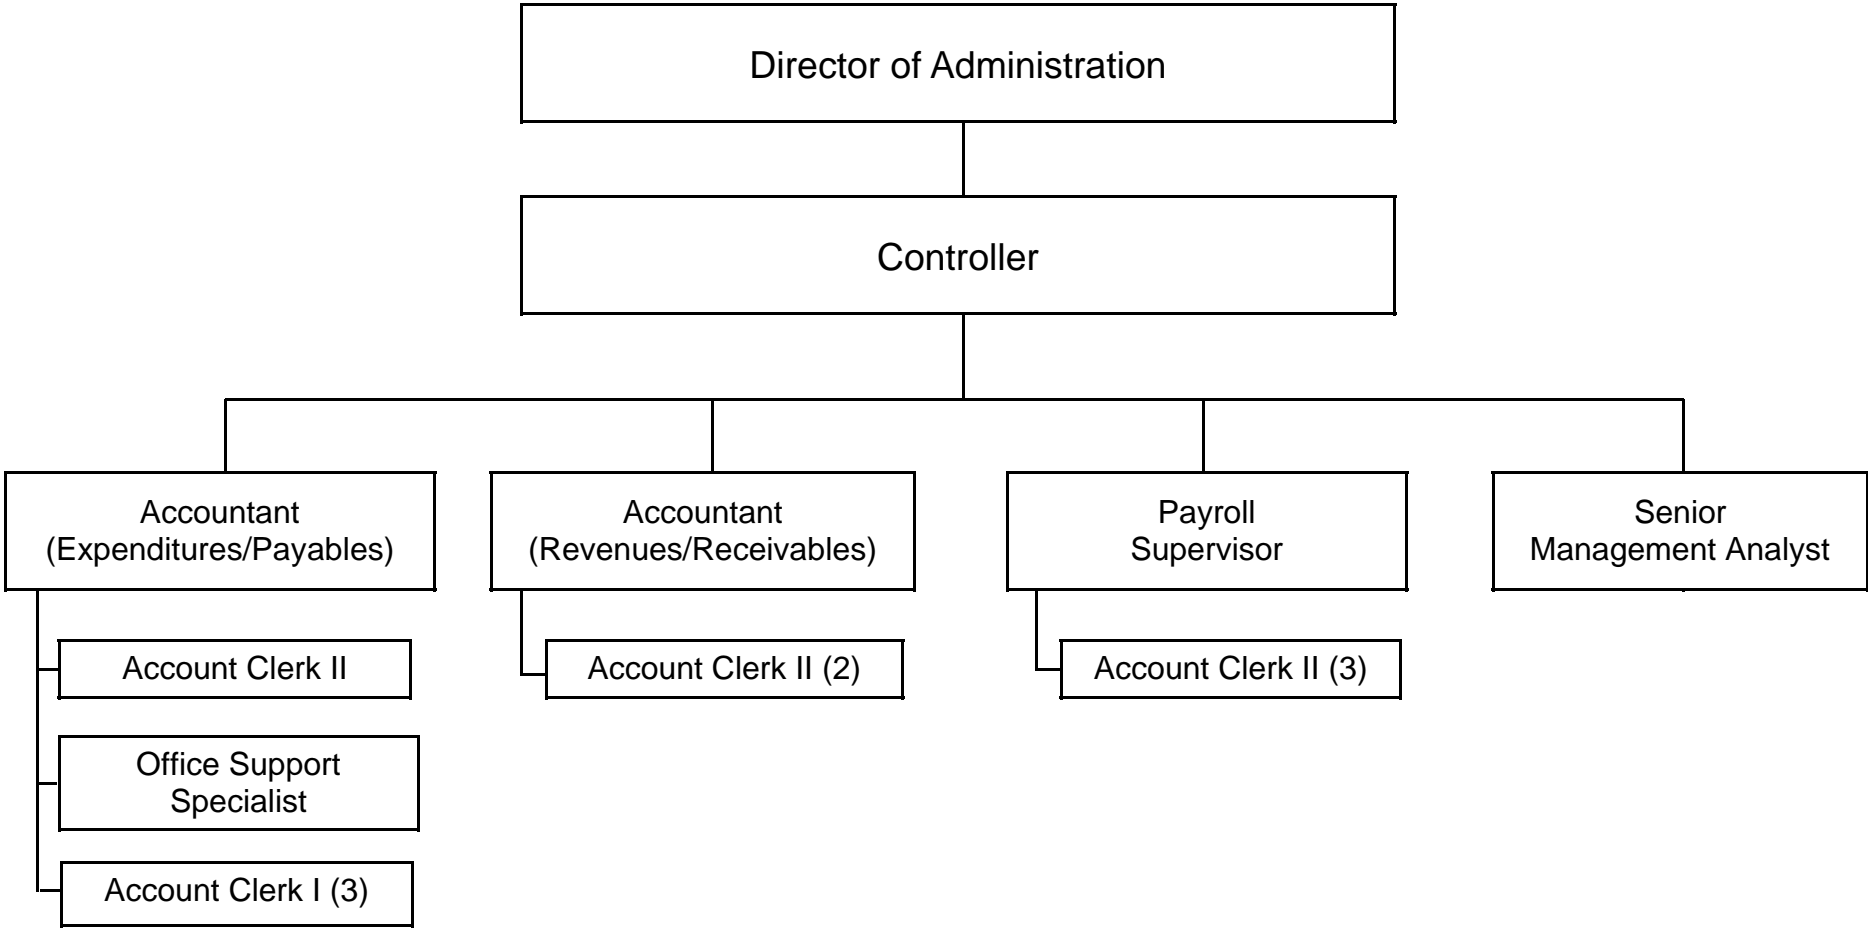 Director of Administration
Controller
Accountant
(Expenditures/Payables)
Accountant
(Revenues/Receivables)
Payroll
Supervisor
Senior
Management Analyst
Account Clerk II
Account Clerk II (2)
Account Clerk II (3)
Office Support
Specialist
Account Clerk I (3)